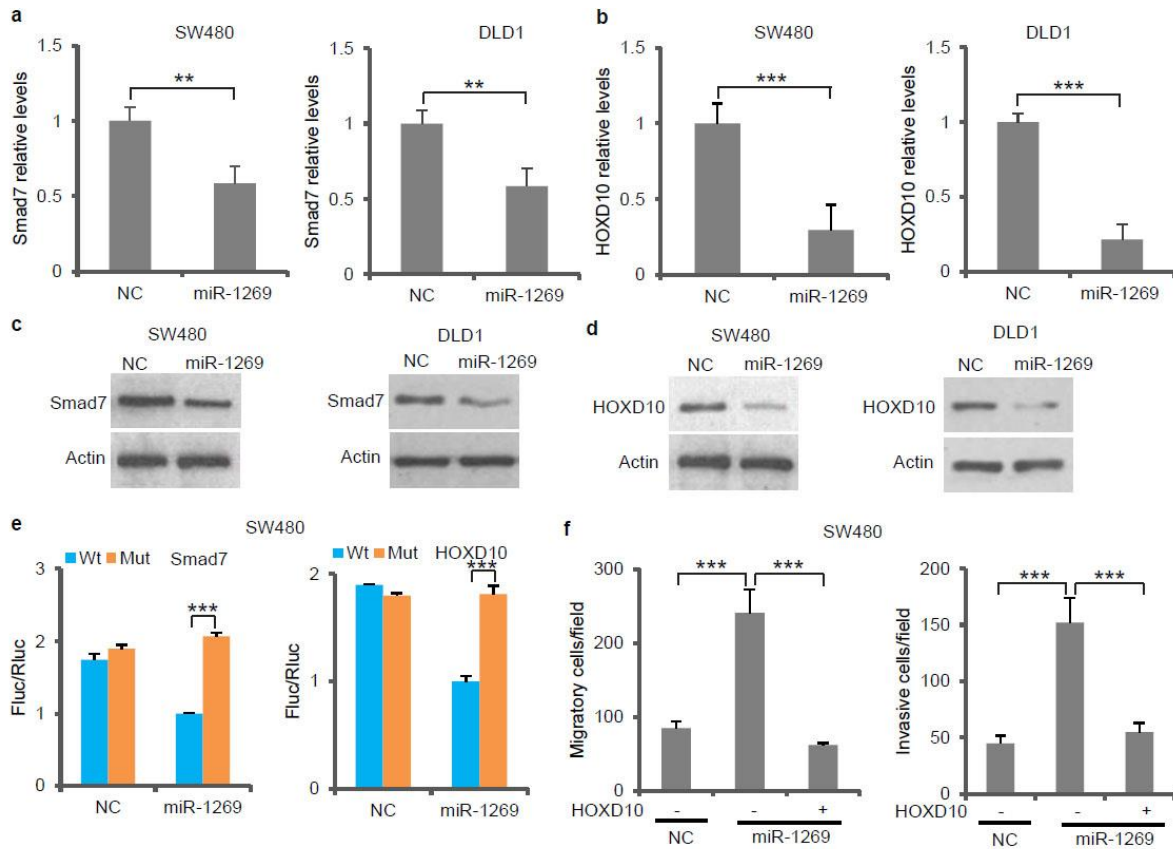 a
SW480
DLD1
Smad7 relative levels
1.5
1
0.5
0
**
NC
miR-1269
Smad7 relative levels
1.5
1
0.5
0
**
NC
miR-1269
b
SW480
DLD1
HOXD10 relative levels
1.5
1
0.5
0
***
NC
miR-1269
HOXD10 relative levels
1.5
1
0.5
0
***
NC
miR-1269
c
SW480
NC miR-1269
Smad7
Actin
DLD1
NC miR-1269
Smad7
Actin
d
SW480
NC miR-1269
HOXD10
Actin
DLD1
NC miR-1269
HOXD10
Actin
e
SW480
Wt Mut Smad7
Fluc/Rluc
3
2
1
0
***
NC
miR-1269
Wt Mut HOXD10
Fluc/Rluc
2
1
0
***
NC
miR-1269
f
SW480
Migratory cells/field
300
200
100
0
*** ***
HOXD10 - - +
NC miR-1269
Invasive cells/field
200
150
100
50
0
*** ***
HOXD10 - - +
NC miR-1269